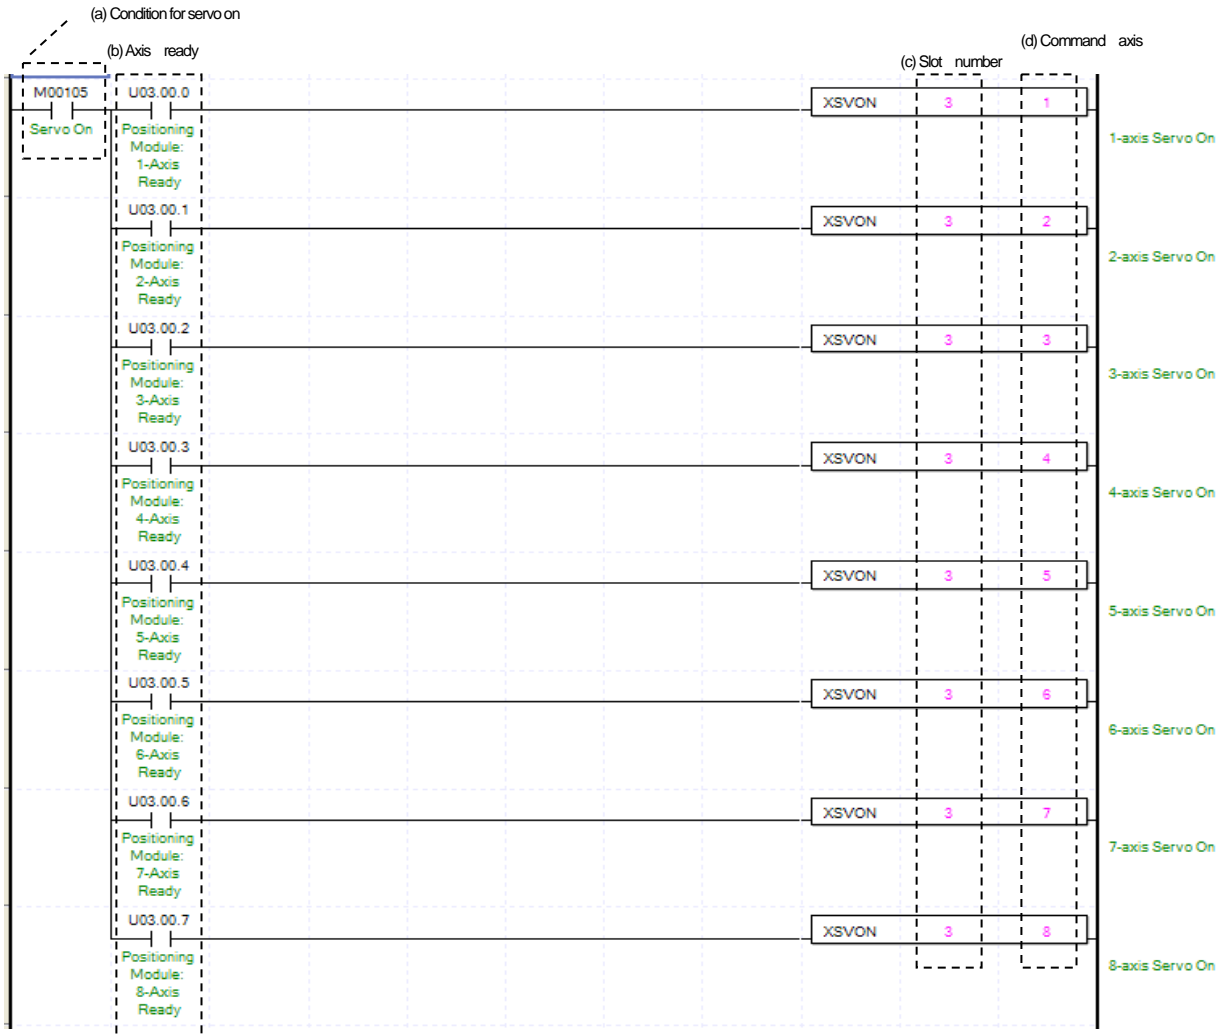 (a) Condition for servo on
(b) Axis ready
(c) Slot number
(d) Command axis
M00105
Servo On
U03.00.0
Positioning
Module:
1-Axis
Ready
XSVON 3 1
1-axis Servo On
U03.00.1
Positioning
Module:
2-Axis
Ready
XSVON 3 2
2-axis Servo On
U03.00.2
Positioning
Module:
3-Axis
Ready
XSVON 3 3
3-axis Servo On
U03.00.3
Positioning
Module:
4-Axis
Ready
XSVON 3 4
4-axis Servo On
U03.00.4
Positioning
Module:
5-Axis
Ready
XSVON 3 5
5-axis Servo On
U03.00.5
Positioning
Module:
6-Axis
Ready
XSVON 3 6
6-axis Servo On
U03.00.6
Positioning
Module:
7-Axis
Ready
XSVON 3 7
7-axis Servo On
U03.00.7
Positioning
Module:
8-Axis
Ready
XSVON 3 8
8-axis Servo On